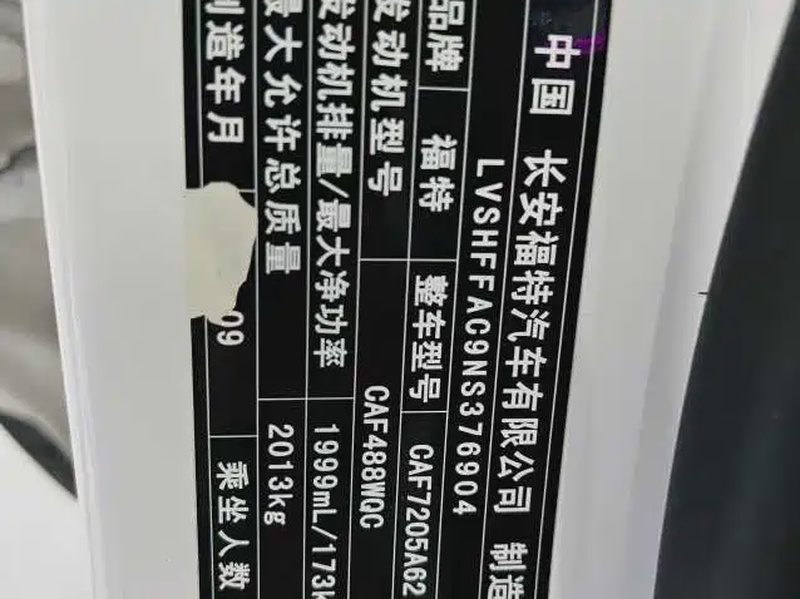 中国 长安福特汽车有限公司 制造
LVSHFFAC9NS376904
品牌 福特 整车型号 CAF7205A62
发动机型号 CAF488WQC
发动机排量/最大净功率 1999mL/173k
最大允许总质量 2013kg
制造年月 09 乘坐人数